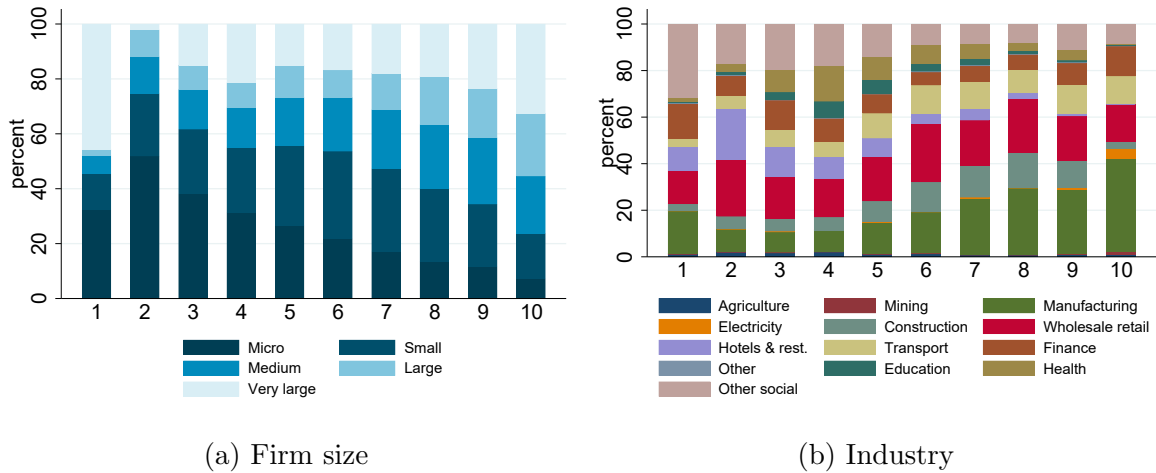 percent
0 20 40 60 80 100
1 2 3 4 5 6 7 8 9 10
Micro Small
Medium Large
Very large
(a) Firm size
percent
0 20 40 60 80 100
1 2 3 4 5 6 7 8 9 10
Agriculture Mining Manufacturing
Electricity Construction Wholesale retail
Hotels & rest. Transport Finance
Other Education Health
Other social
(b) Industry